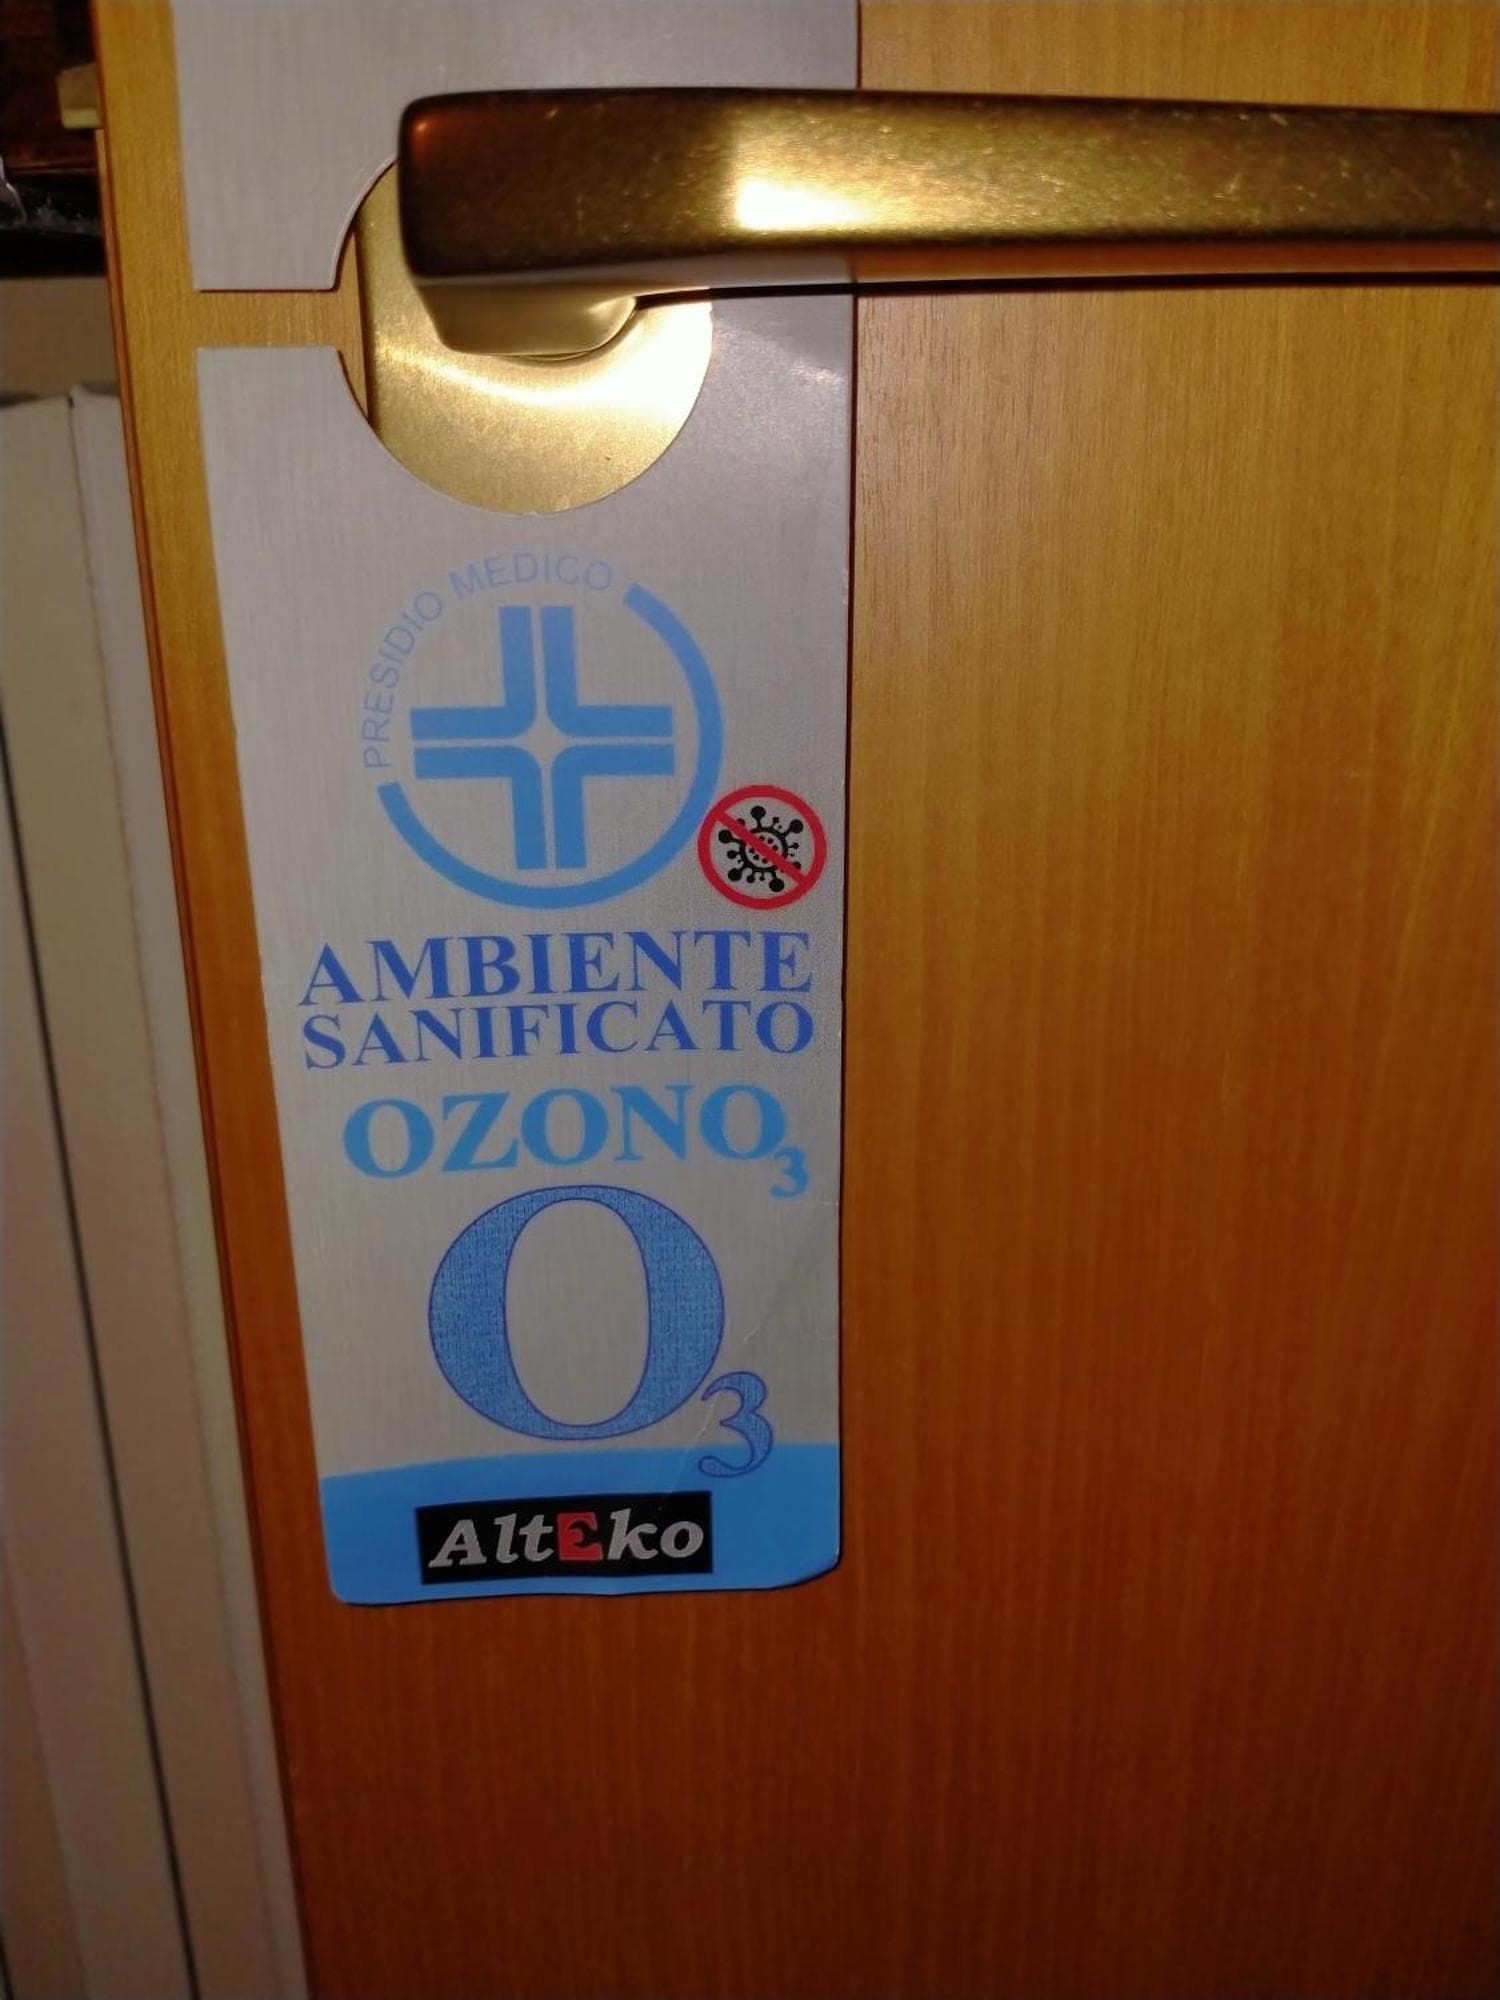 PRESIDIO MEDICO
AMBIENTE
SANIFICATO
OZONO3
O3
AltEko